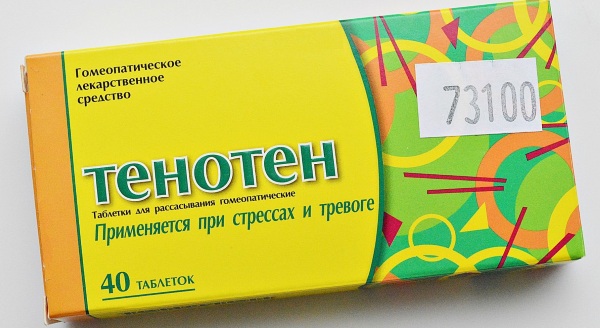 Гомеопатическое
лекарственное
средство
тенотен
Таблетки для рассасывания гомеопатические
Применяется при стрессах и тревоге
40 ТАБЛЕТОК
73100